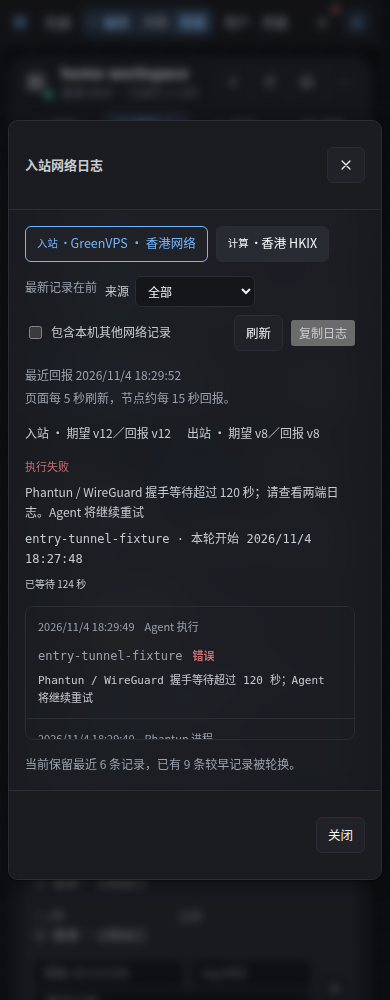 入站网络日志
入站 · GreenVPS · 香港网络
计算 · 香港 HKIX
最新记录在前 来源 全部
包含本机其他网络记录 刷新 复制日志
最近回报 2026/11/4 18:29:52
页面每 5 秒刷新，节点约每 15 秒回报。
入站 · 期望 v12／回报 v12 出站 · 期望 v8／回报 v8
执行失败
Phantun / WireGuard 握手等待超过 120 秒；请查看两端日
志。Agent 将继续重试
entry-tunnel-fixture · 本轮开始 2026/11/4
18:27:48
已等待 124 秒
2026/11/4 18:29:49 Agent 执行
entry-tunnel-fixture 错误
Phantun / WireGuard 握手等待超过 120 秒；Agent
将继续重试
2026/11/4 18:29:40 Phantun 进程
当前保留最近 6 条记录，已有 9 条较早记录被轮换。
关闭